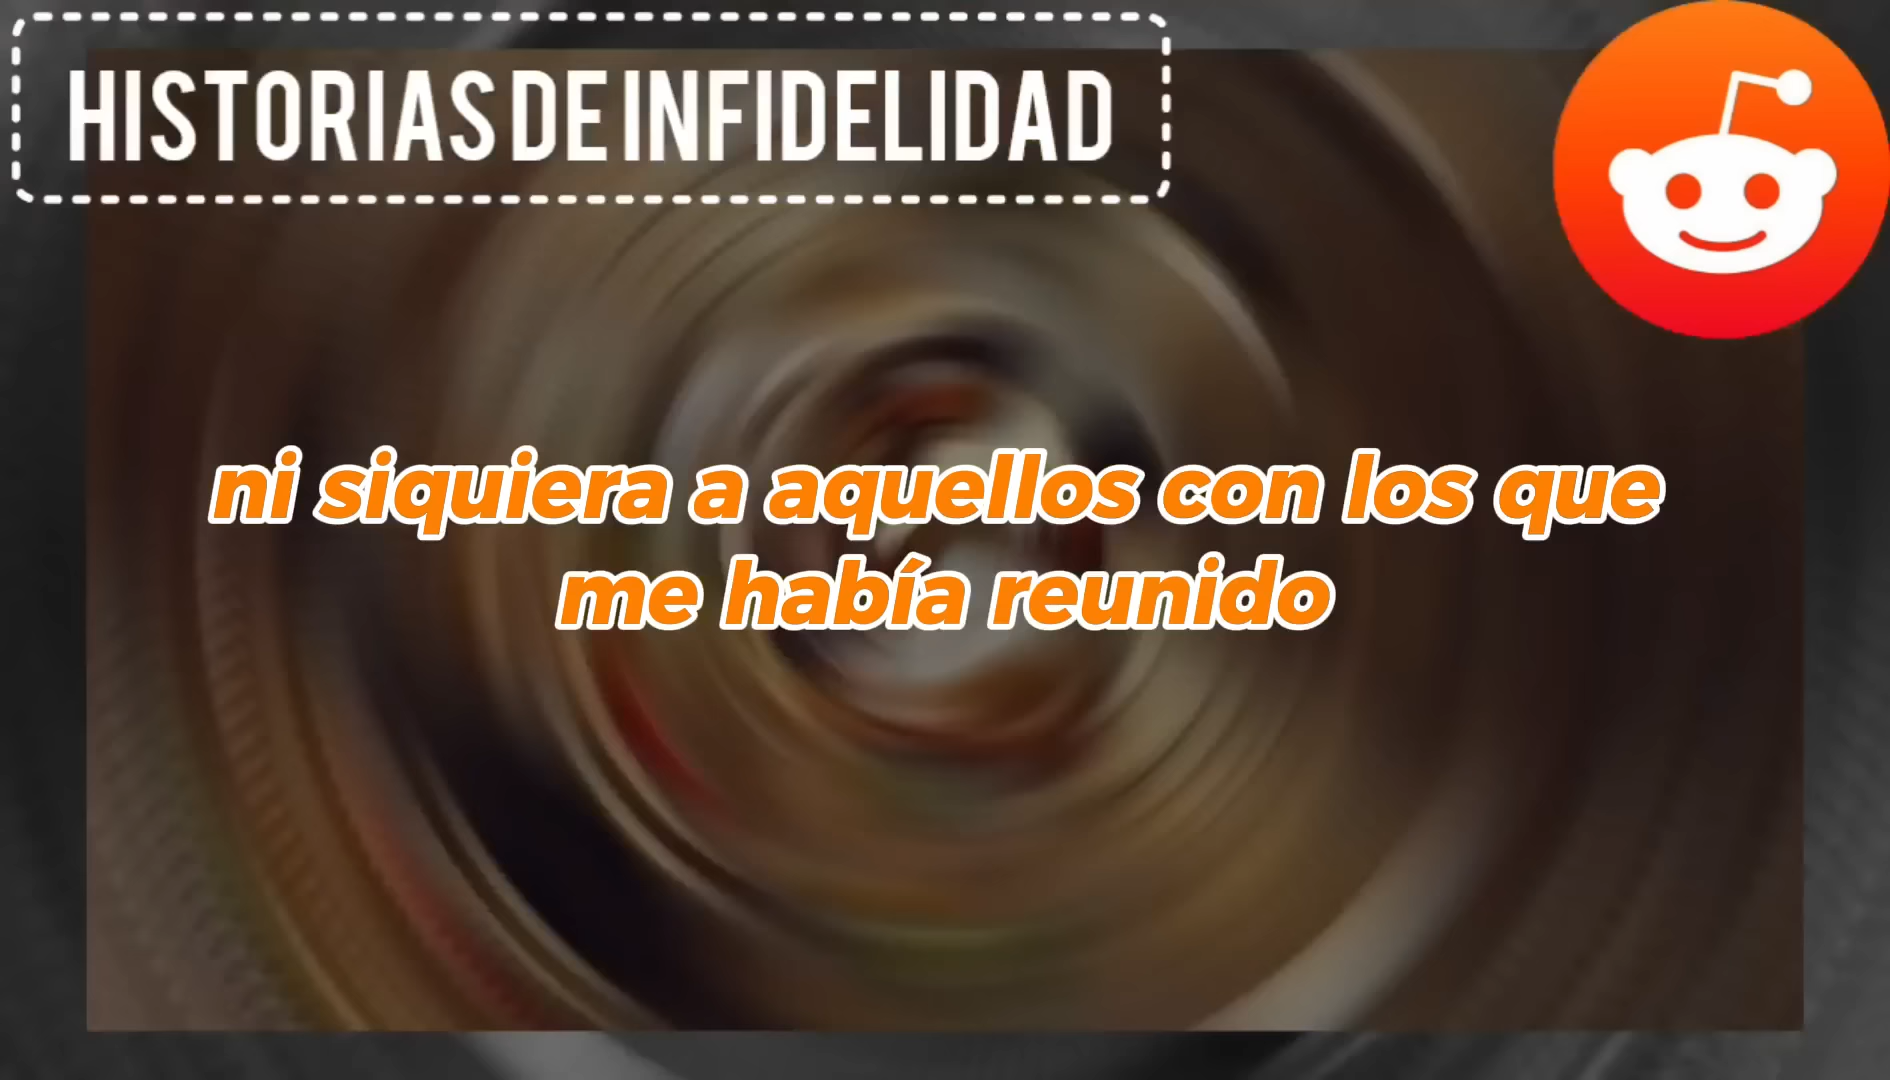 HISTORIAS DE INFIDELIDAD
ni siquiera a aquellos con los que
me había reunido